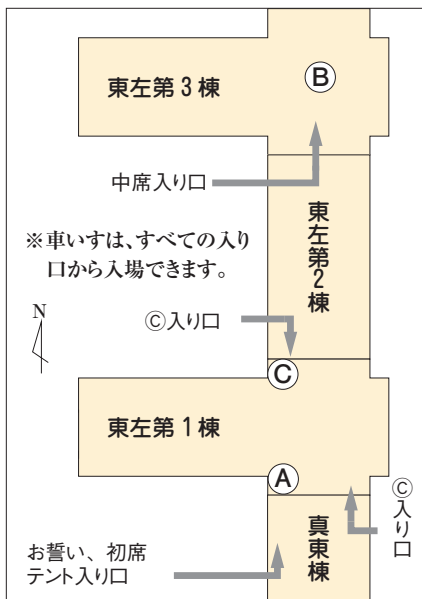 東左第3棟
Ⓑ
中席入り口
東左第2棟
※車いすは、すべての入り
口から入場できます。
N
Ⓒ入り口
Ⓒ
東左第1棟
Ⓐ
Ⓒ入り口
真東棟
お誓い、初席
テント入り口